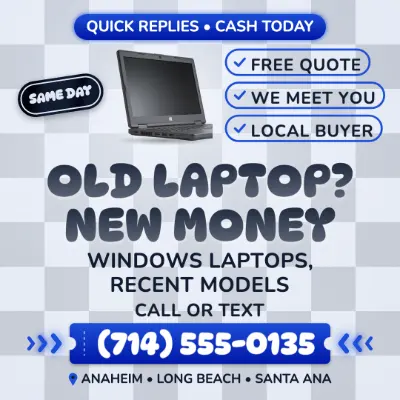 QUICK REPLIES • CASH TODAY
SAME DAY
FREE QUOTE
WE MEET YOU
LOCAL BUYER
OLD LAPTOP?
NEW MONEY
WINDOWS LAPTOPS,
RECENT MODELS
CALL OR TEXT
(714) 555-0135
ANAHEIM • LONG BEACH • SANTA ANA